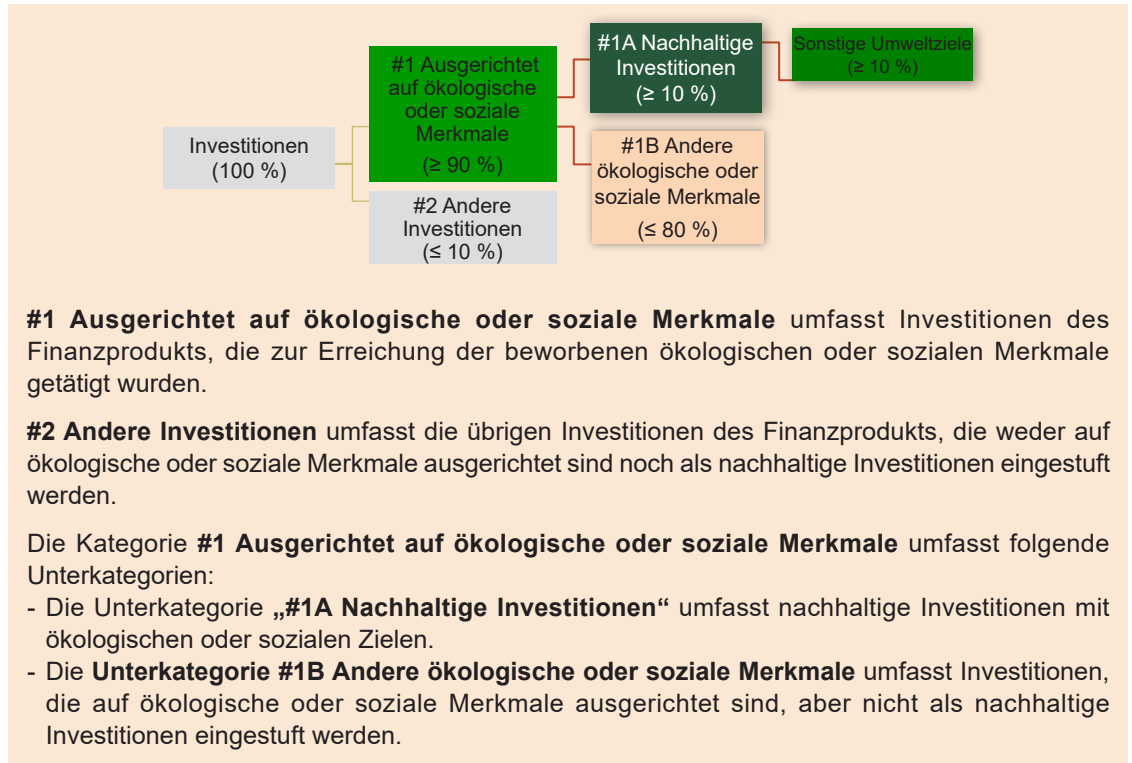 #1A Nachhaltige
Investitionen
(≥ 10 %)
Sonstige Umweltziele
(≥ 10 %)
#1 Ausgerichtet
auf ökologische
oder soziale
Merkmale
(≥ 90 %)
Investitionen
(100 %)
#1B Andere
ökologische oder
soziale Merkmale
(≤ 80 %)
#2 Andere
Investitionen
(≤ 10 %)
#1 Ausgerichtet auf ökologische oder soziale Merkmale umfasst Investitionen des
Finanzprodukts, die zur Erreichung der beworbenen ökologischen oder sozialen Merkmale
getätigt wurden.
#2 Andere Investitionen umfasst die übrigen Investitionen des Finanzprodukts, die weder auf
ökologische oder soziale Merkmale ausgerichtet sind noch als nachhaltige Investitionen eingestuft
werden.
Die Kategorie #1 Ausgerichtet auf ökologische oder soziale Merkmale umfasst folgende
Unterkategorien:
- Die Unterkategorie „#1A Nachhaltige Investitionen“ umfasst nachhaltige Investitionen mit
ökologischen oder sozialen Zielen.
- Die Unterkategorie #1B Andere ökologische oder soziale Merkmale umfasst Investitionen,
die auf ökologische oder soziale Merkmale ausgerichtet sind, aber nicht als nachhaltige
Investitionen eingestuft werden.